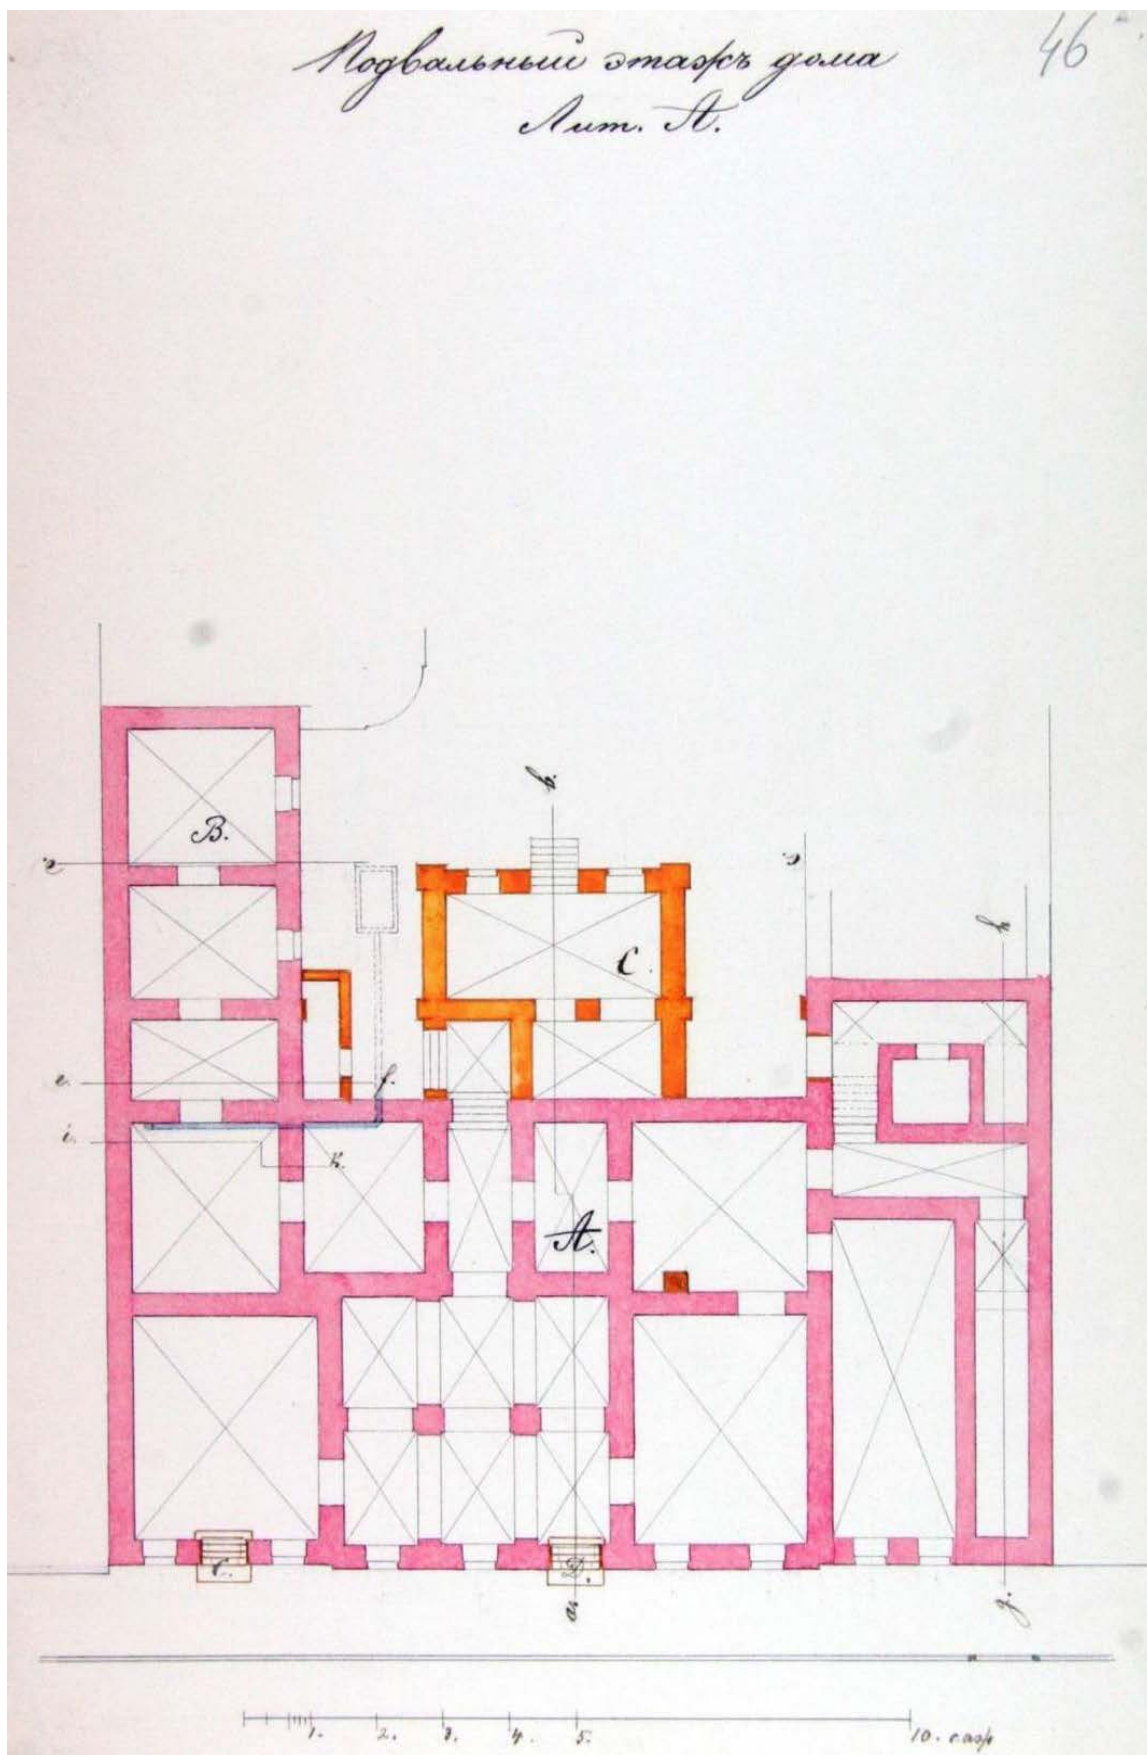 46
Подвальный этажъ дома
Лит. А.
b.
B.
c.
C.
h.
e. f.
i. k.
A.
C. D.
a. g.
1. 2. 3. 4. 5. 10. саж